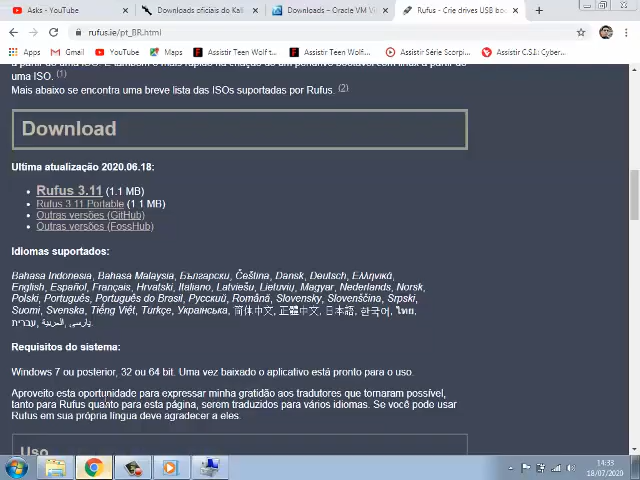 Asks - YouTube
Downloads oficiais do Kal
Downloads – Oracle VM Vi
Rufus - Crie drives USB bo
rufus.ie/pt_BR.html
Apps
YouTube
Maps
Assistir Teen Wolf t...
Assistir Teen Wolf...
Assistir Série Scorpi...
Assistir C.S.I.: Cyber...
uma ISO. (1)
Mais abaixo se encontra uma breve lista das ISOs suportadas por Rufus. (2)
Download
Ultima atualização 2020.06.18:
Rufus 3.11 (1.1 MB)
Rufus 3.11 Portable (1.1 MB)
Outras versões (GitHub)
Outras versões (FossHub)
Idiomas suportados:
Bahasa Indonesia, Bahasa Malaysia, Български, Čeština, Dansk, Deutsch, Ελληνικά,
English, Español, Français, Hrvatski, Italiano, Latviešu, Lietuvių, Magyar, Nederlands, Norsk,
Polski, Português, Português do Brasil, Русский, Română, Slovensky, Slovenščina, Srpski,
Suomi, Svenska, Tiếng Việt, Türkçe, Українська, 简体中文, 正體中文, 日本語, 한국어, ไทย,
עברית, العربية, پارسی.
Requisitos do sistema:
Windows 7 ou posterior, 32 ou 64 bit. Uma vez baixado o aplicativo está pronto para o uso.
Aproveito esta oportunidade para expressar minha gratidão aos tradutores que tornaram possível,
tanto para Rufus quanto para esta página, serem traduzidos para vários idiomas. Se você pode usar
Rufus em sua própria língua deve agradecer a eles.
Uso
14:33
18/07/2020